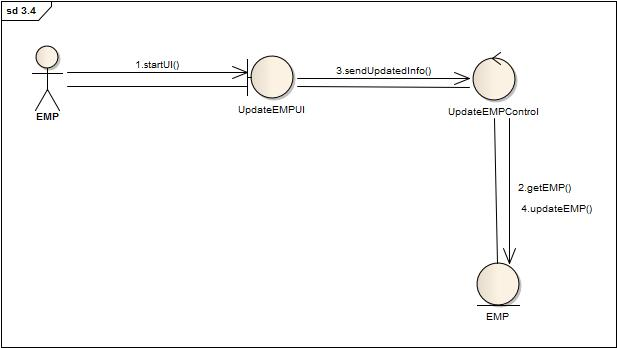 sd 3.4
1.startUI()
3.sendUpdatedInfo()
EMP
UpdateEMPUI
UpdateEMPControl
2.getEMP()
4.updateEMP()
EMP